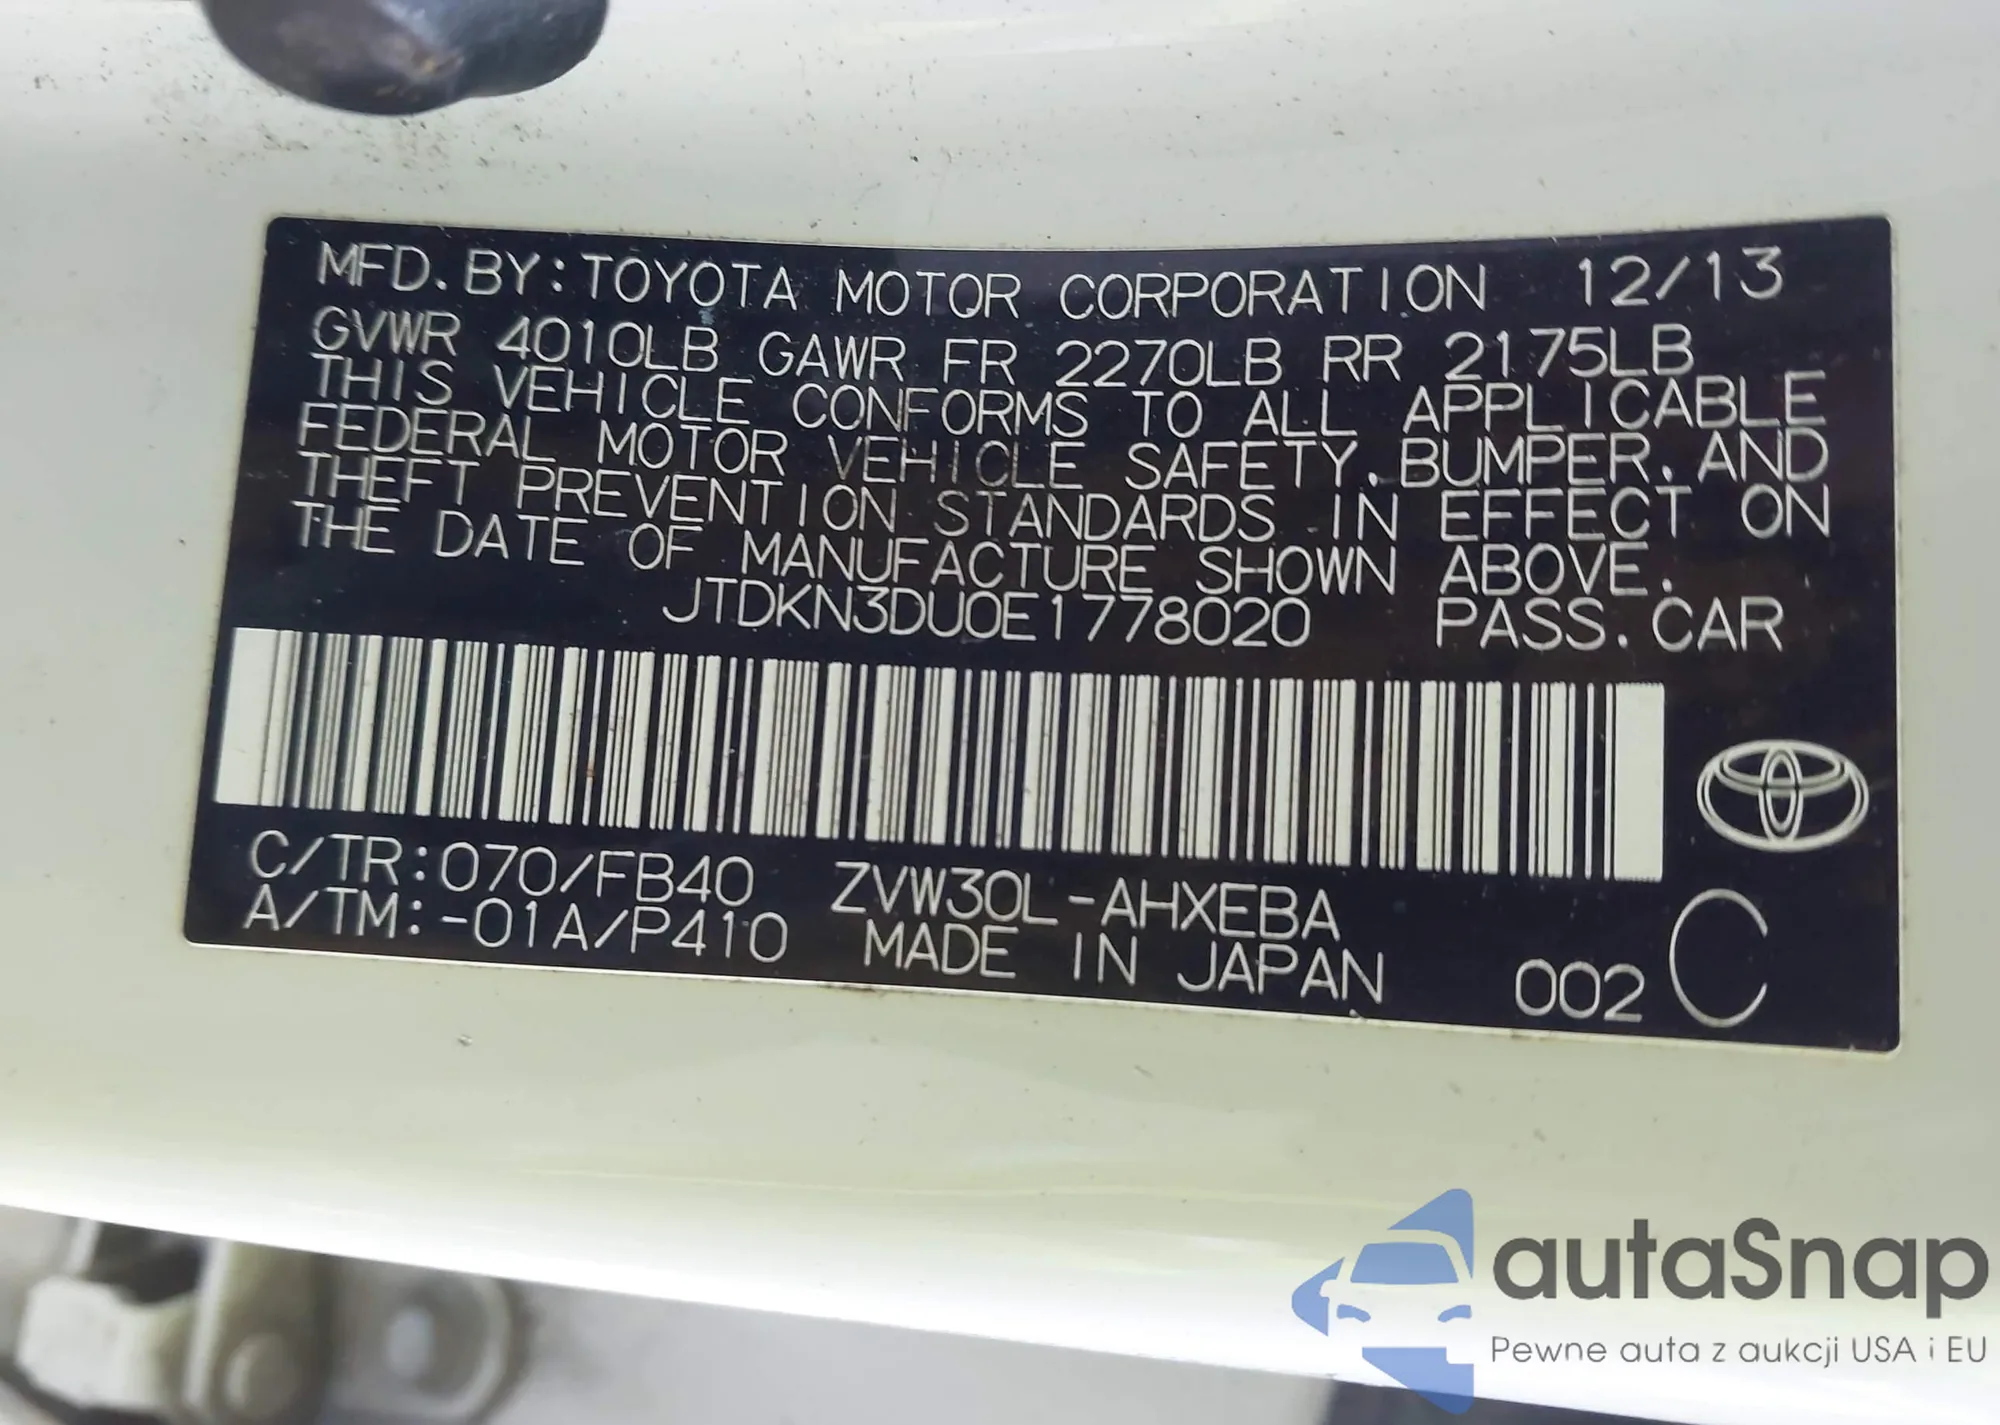 MFD. BY: TOYOTA MOTOR CORPORATION 12/13
GVWR 4010LB GAWR FR 2270LB RR 2175LB
THIS VEHICLE CONFORMS TO ALL APPLICABLE
FEDERAL MOTOR VEHICLE SAFETY, BUMPER, AND
THEFT PREVENTION STANDARDS IN EFFECT ON
THE DATE OF MANUFACTURE SHOWN ABOVE.
JTDKN3DU0E1778020 PASS. CAR
C/TR:070/FB40 ZVW30L-AHXEBA
A/TM:-01A/P410 MADE IN JAPAN 002 C
autaSnap
Pewne auta z aukcji USA i EU